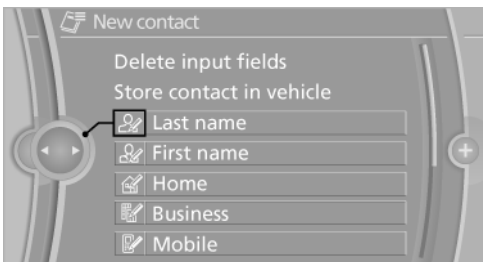 New contact
Delete input fields
Store contact in vehicle
Last name
First name
Home
Business
Mobile